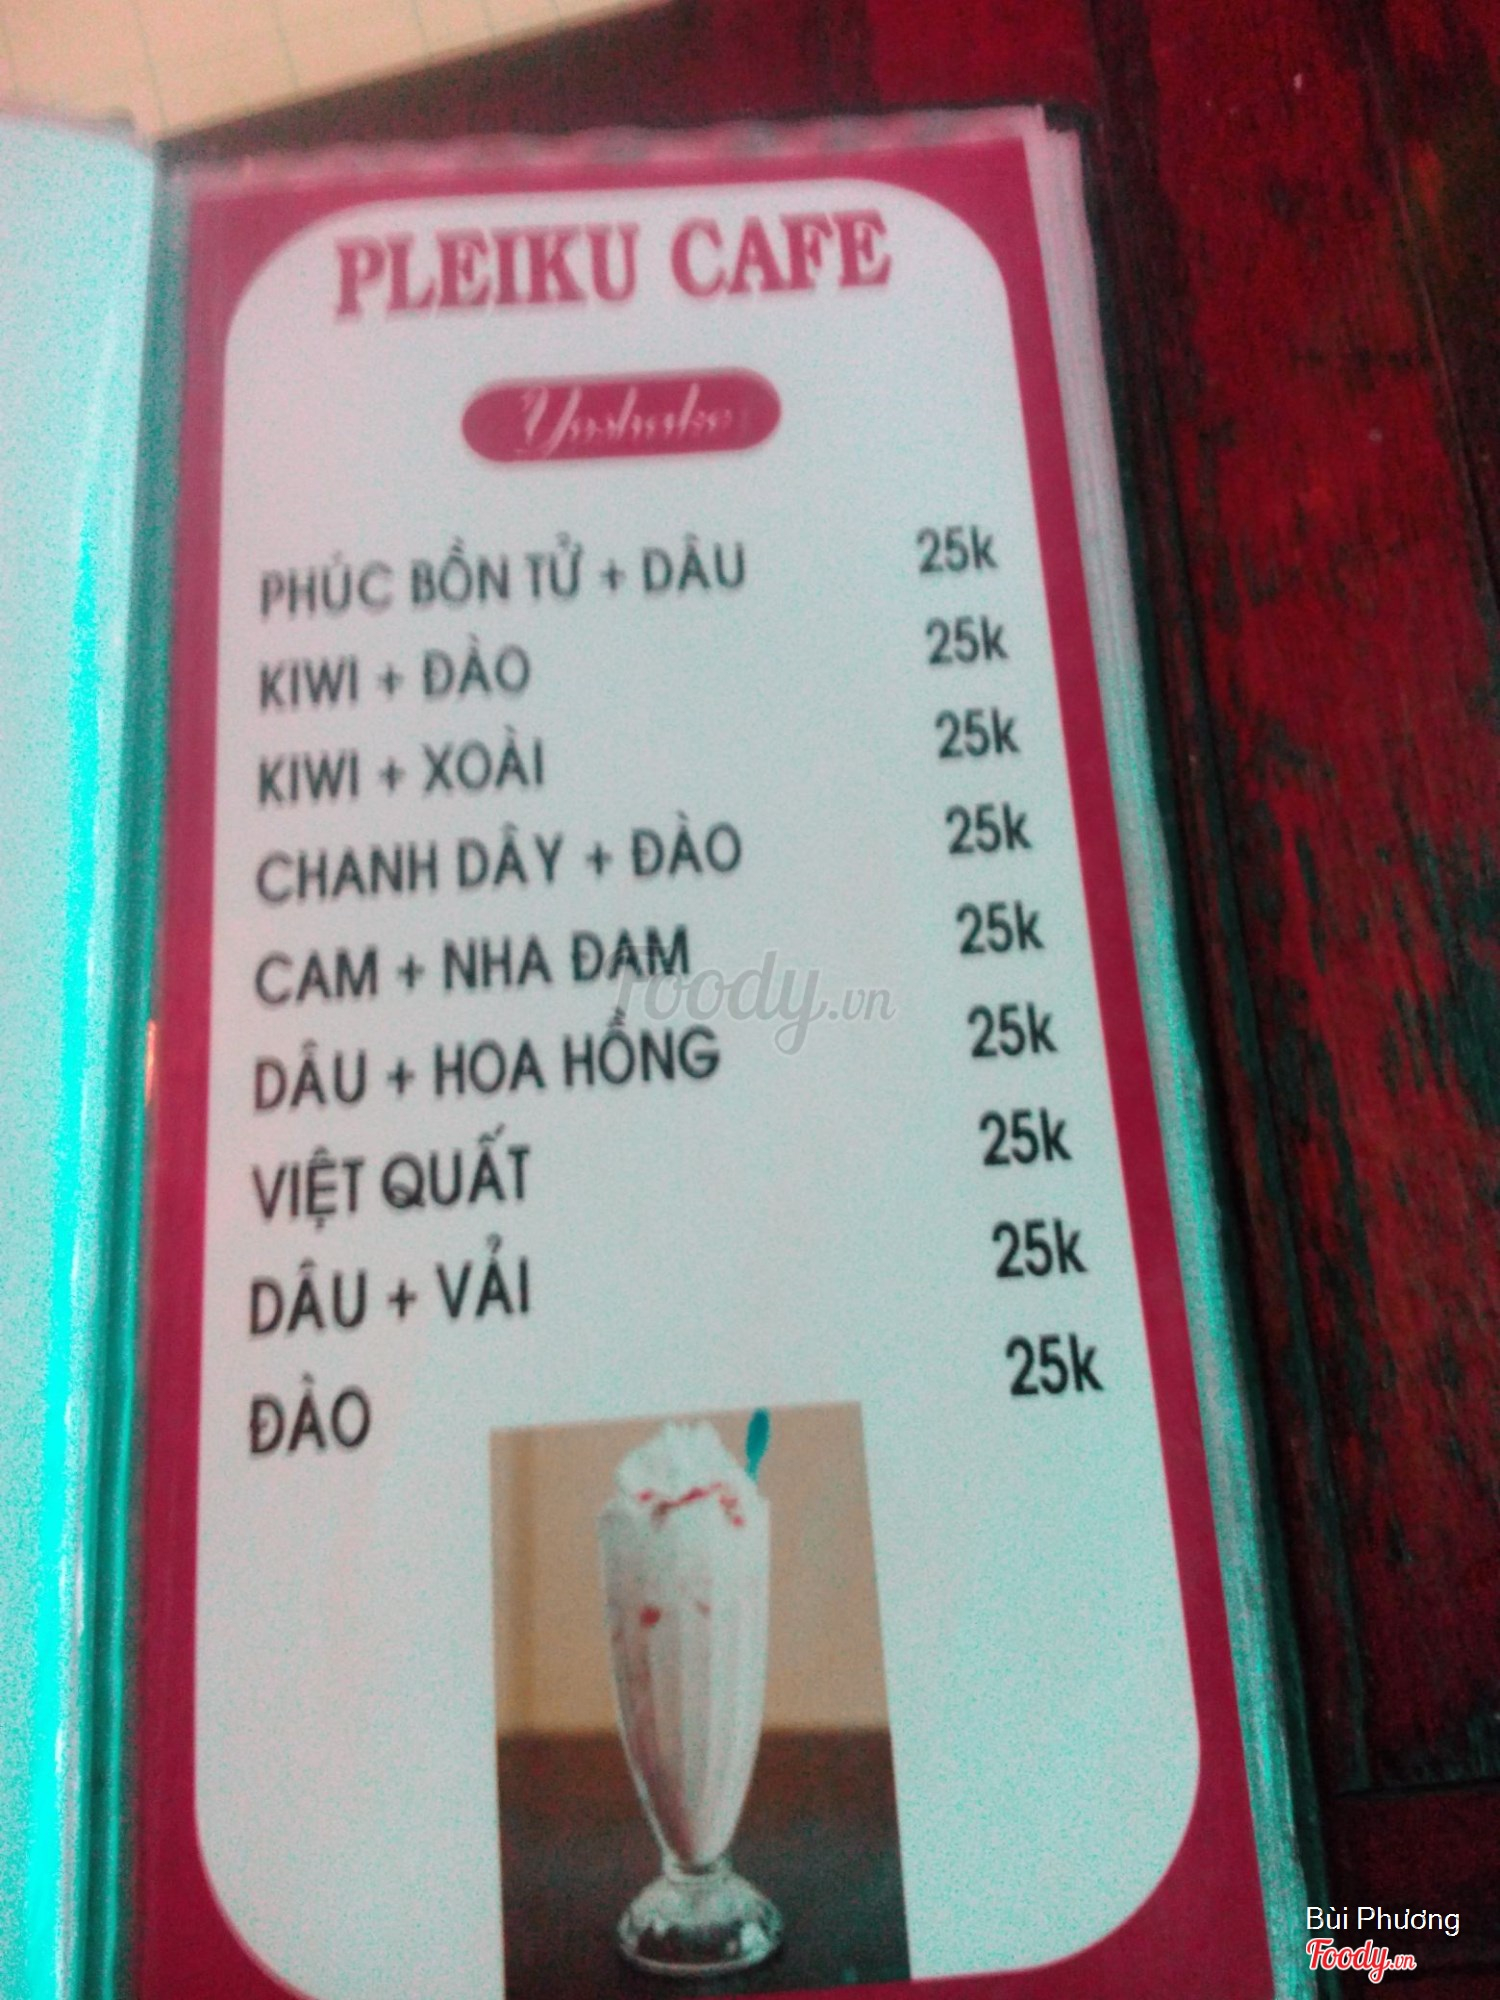 PLEIKU CAFE
Yoshake
PHÚC BỒN TỬ + DÂU 25k
KIWI + ĐÀO 25k
KIWI + XOÀI 25k
CHANH DÂY + ĐÀO 25k
CAM + NHA ĐAM 25k
DÂU + HOA HỒNG 25k
VIỆT QUẤT 25k
DÂU + VẢI 25k
ĐÀO 25k
Foody.vn
Bùi Phương
Foody.vn